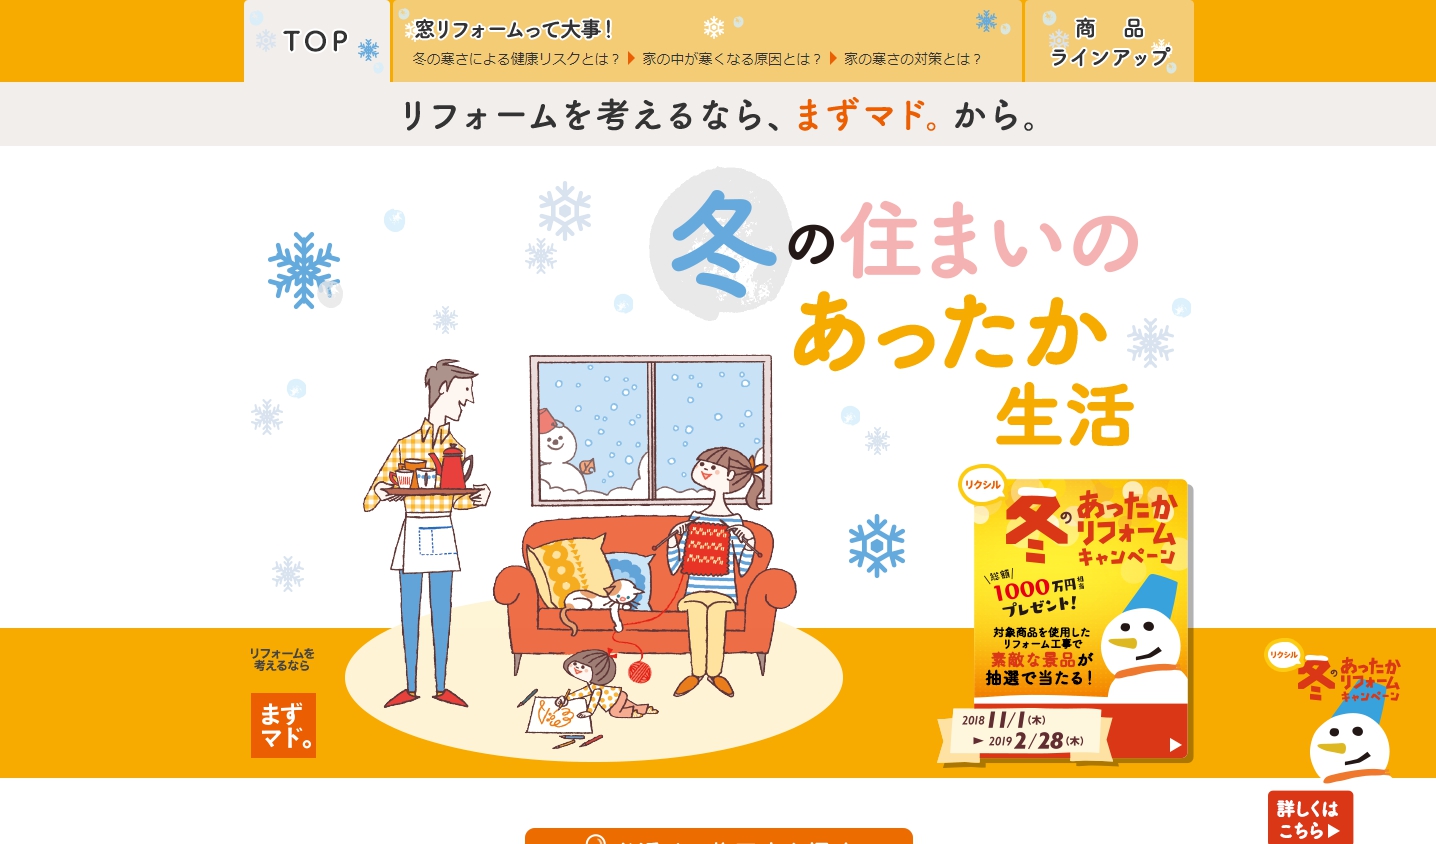 TOP
窓リフォームって大事！
冬の寒さによる健康リスクとは？ 家の中が寒くなる原因とは？ 家の寒さの対策とは？
商 品
ラインアップ
リフォームを考えるなら、まずマド。から。
冬の住まいの
あったか
生活
リクシル
冬のあったか
リフォーム
キャンペーン
総額
1000万円相当
プレゼント！
対象商品を使用した
リフォーム工事で
素敵な景品が
抽選で当たる！
2018 11/1(木)
2019 2/28(木)
リフォームを
考えるなら
まず
マド。
リクシル
冬のあったか
リフォーム
キャンペーン
詳しくは
こちら